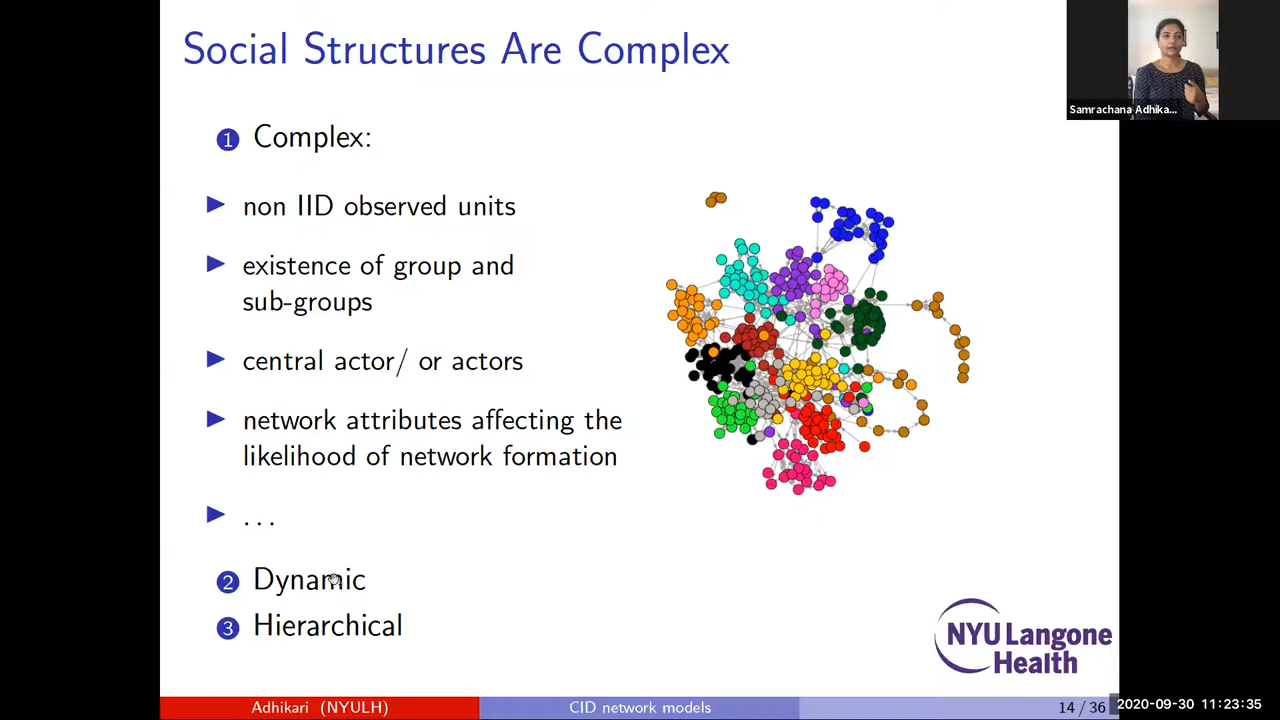 Social Structures Are Complex
Samrachana Adhika...
1 Complex:
non IID observed units
existence of group and
sub-groups
central actor/ or actors
network attributes affecting the
likelihood of network formation
. . .
2 Dynamic
3 Hierarchical
NYU Langone
Health
Adhikari (NYULH)
CID network models
14 / 36
2020-09-30 11:23:35